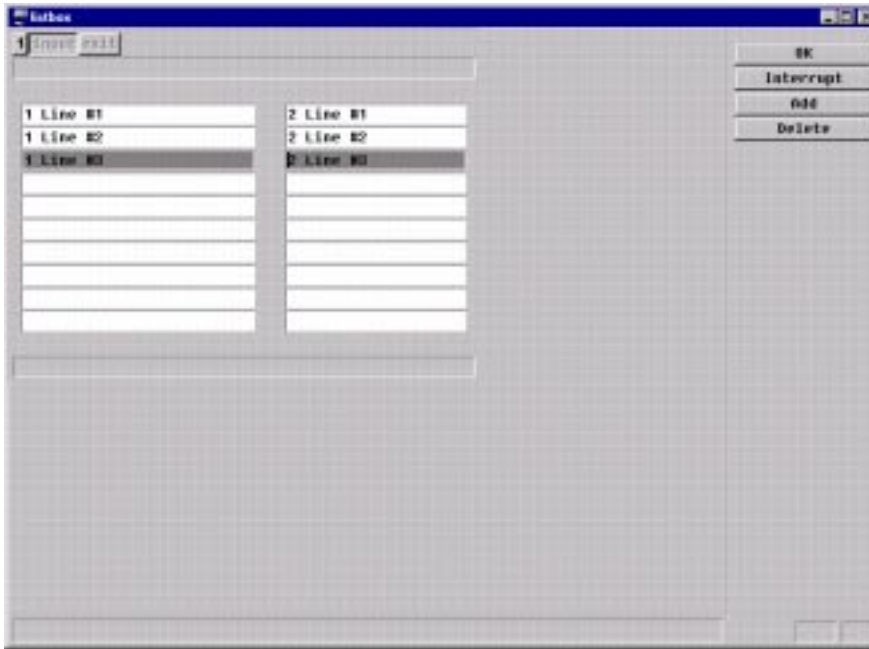 listbox
1 input exit
OK
Interrupt
Add
Delete
1 Line #1
2 Line #1
1 Line #2
2 Line #2
1 Line #3
2 Line #3